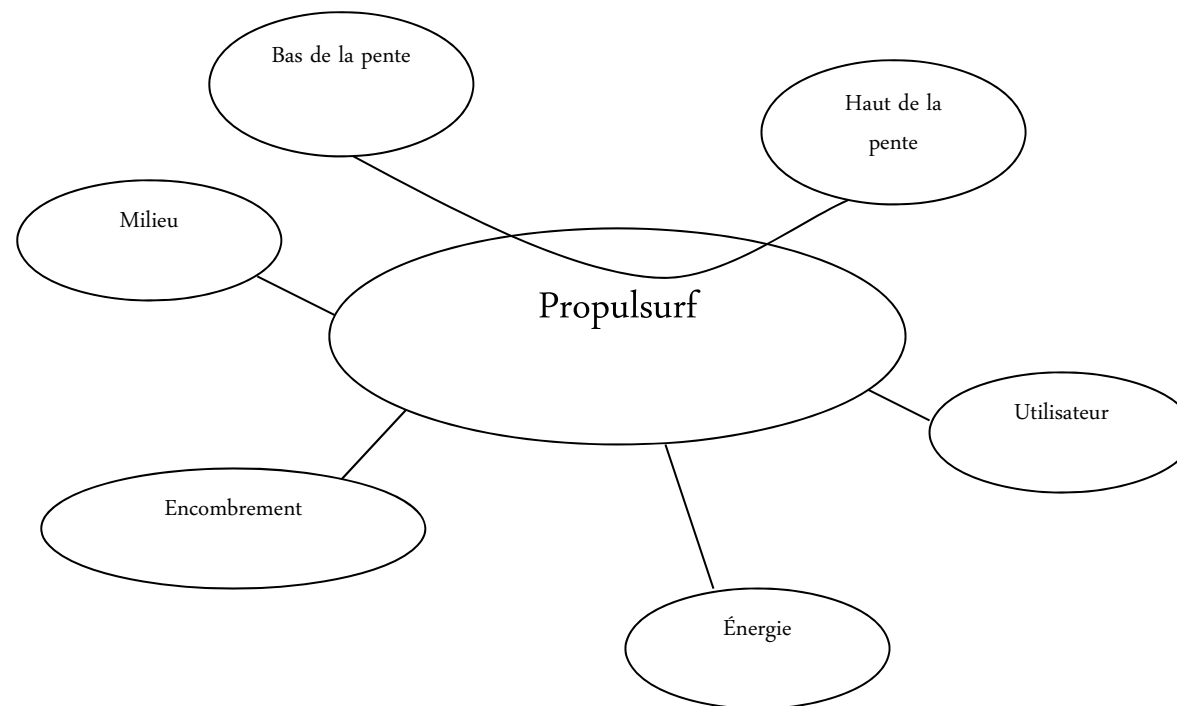 Bas de la pente
Haut de la
pente
Milieu
Propulsurf
Utilisateur
Encombrement
Énergie